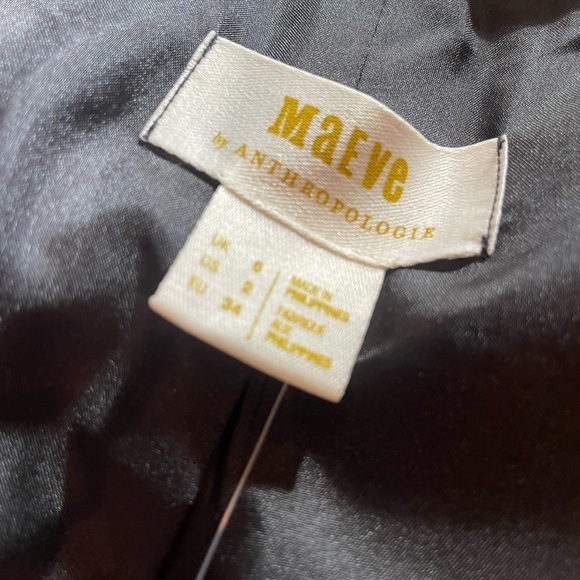 MaEVe
by ANTHROPOLOGIE
UK 6
US 2
EU 34
MADE IN
PHILIPPINES
FABRIQUÉ
AUX
PHILIPPINES